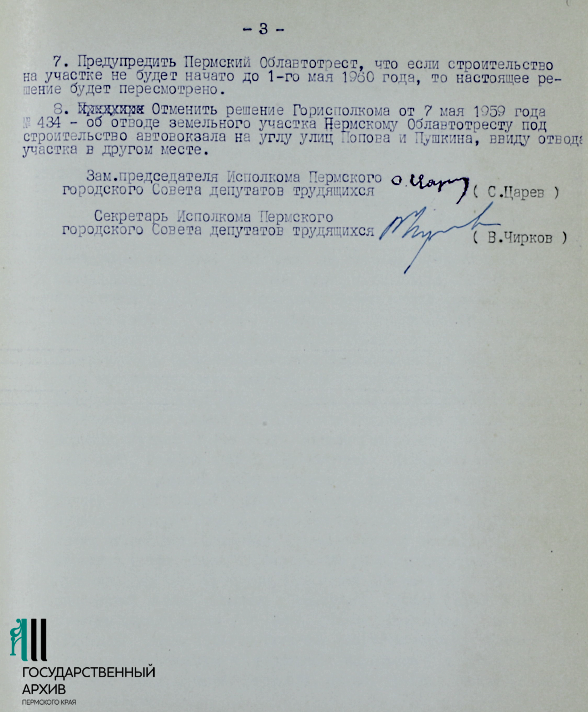 - 3 -
7. Предупредить Пермский Облавтотрест, что если строительство
на участке не будет начато до 1-го мая 1960 года, то настоящее ре-
шение будет пересмотрено.
8. Отменить решение Горисполкома от 7 мая 1959 года
№ 434 - об отводе земельного участка Пермскому Облавтотресту под
строительство автовокзала на углу улиц Попова и Пушкина, ввиду отвода
участка в другом месте.
Зам.председателя Исполкома Пермского
городского Совета депутатов трудящихся
( С.Царев )
Секретарь Исполкома Пермского
городского Совета депутатов трудящихся
( В.Чирков )
ГОСУДАРСТВЕННЫЙ
АРХИВ
ПЕРМСКОГО КРАЯ